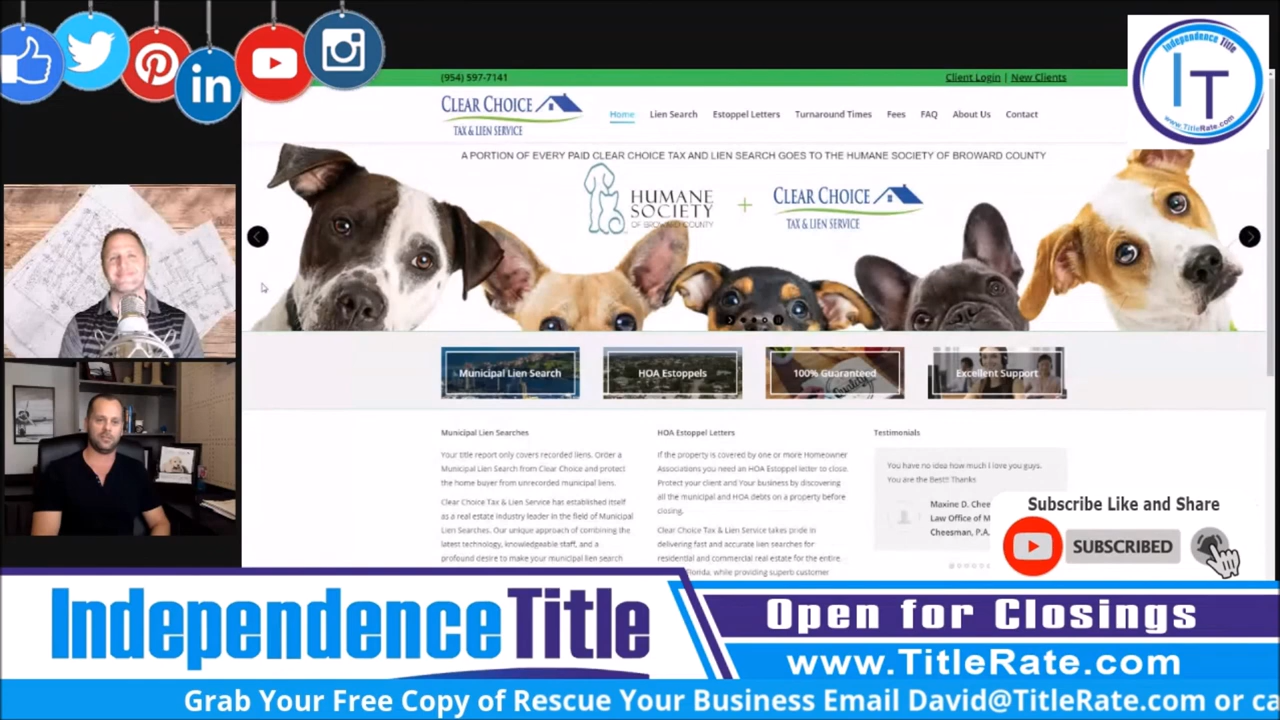 (954) 597-7141
Client Login | New Clients
Independence Title
IT
www.TitleRate.com
CLEAR CHOICE
TAX & LIEN SERVICE
Home Lien Search Estoppel Letters Turnaround Times Fees FAQ About Us Contact
A PORTION OF EVERY PAID CLEAR CHOICE TAX AND LIEN SEARCH GOES TO THE HUMANE SOCIETY OF BROWARD COUNTY
HUMANE
SOCIETY
OF BROWARD COUNTY
+
CLEAR CHOICE
TAX & LIEN SERVICE
Municipal Lien Search
HOA Estoppels
100% Guaranteed
Excellent Support
Municipal Lien Searches
Your title report only covers recorded liens. Order a
Municipal Lien Search from Clear Choice and protect
the home buyer from unrecorded municipal liens.
Clear Choice Tax & Lien Service has established itself
as a real estate industry leader in the field of Municipal
Lien Searches. Our unique approach of combining the
latest technology, knowledgeable staff, and a
profound desire to make your municipal lien search
HOA Estoppel Letters
If the property is covered by one or more Homeowner
Associations you need an HOA Estoppel letter to close.
Protect your client and Your business by discovering
all the municipal and HOA debts on a property before
closing.
Clear Choice Tax & Lien Service takes pride in
delivering fast and accurate lien searches for
residential and commercial real estate for the entire
Florida, while providing superb customer
Testimonials
You have no idea how much I love you guys.
You are the Best!! Thanks
Maxine D. Chee
Law Office of M
Cheesman, P.A.
Subscribe Like and Share
SUBSCRIBED
Independence Title
Open for Closings
www.TitleRate.com
Grab Your Free Copy of Rescue Your Business Email David@TitleRate.com or ca